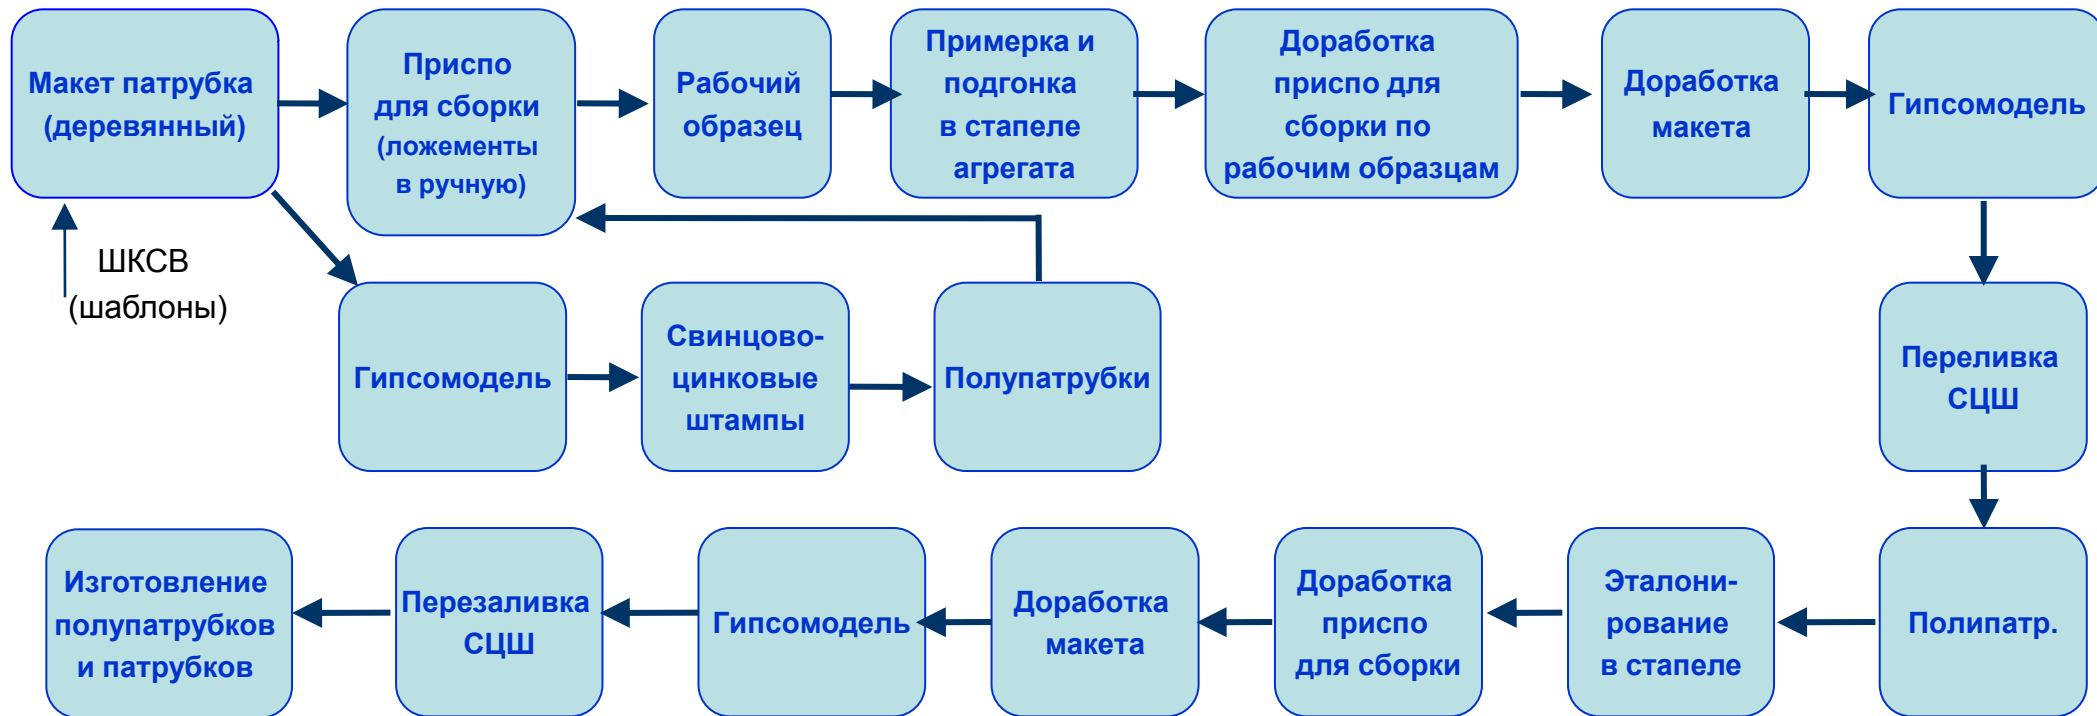 Макет патрубка
(деревянный)
Приспо
для сборки
(ложементы
в ручную)
Рабочий
образец
Примерка и
подгонка
в стапеле
агрегата
Доработка
приспо для
сборки по
рабочим образцам
Доработка
макета
Гипсомодель
ШКСВ
(шаблоны)
Гипсомодель
Свинцово-
цинковые
штампы
Полупатрубки
Переливка
СЦШ
Изготовление
полупатрубков
и патрубков
Перезаливка
СЦШ
Гипсомодель
Доработка
макета
Доработка
приспо
для сборки
Эталони-
рование
в стапеле
Полипатр.